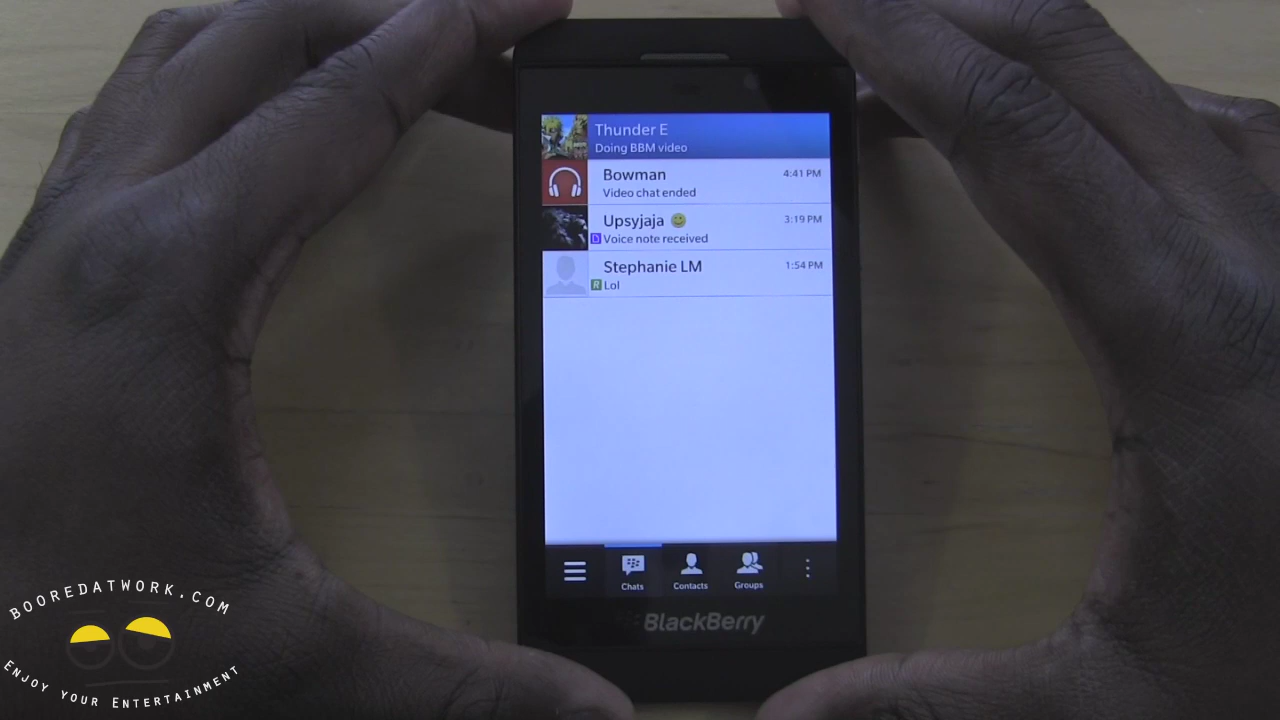 Thunder E
Doing BBM video
Bowman 4:41 PM
Video chat ended
Upsyjaja 3:19 PM
D Voice note received
Stephanie LM 1:54 PM
R Lol
Chats Contacts Groups
BlackBerry
BOOREDATWORK.COM
ENJOY YOUR ENTERTAINMENT